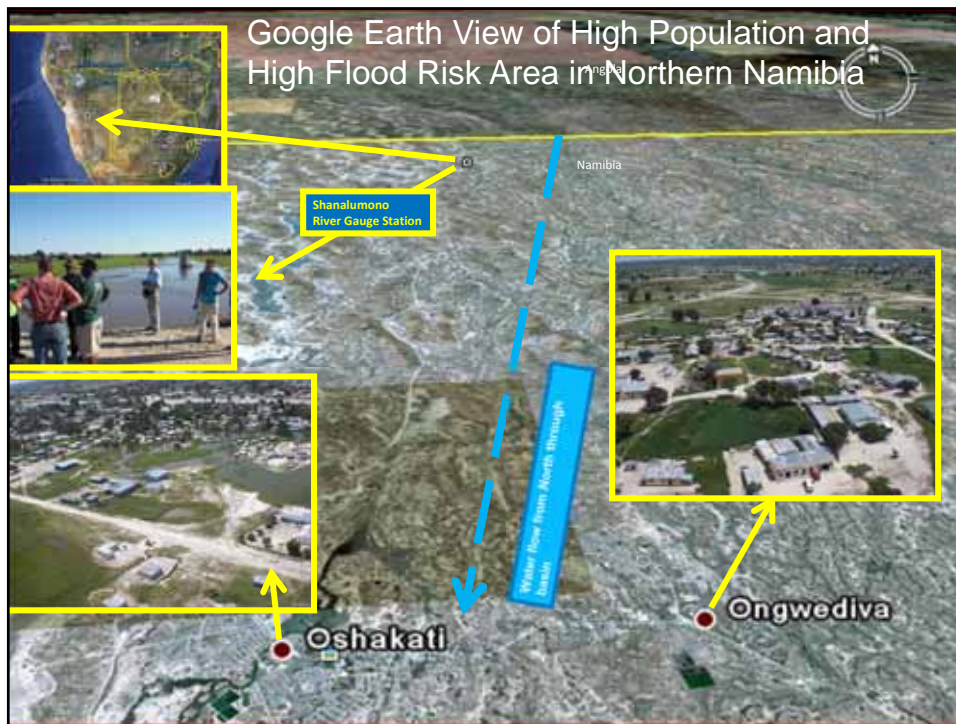 Google Earth View of High Population and
High Flood Risk Area in Northern Namibia
Angola
N
Namibia
Shanalumono
River Gauge Station
Water flow from North through
basin
Ongwediva
Oshakati